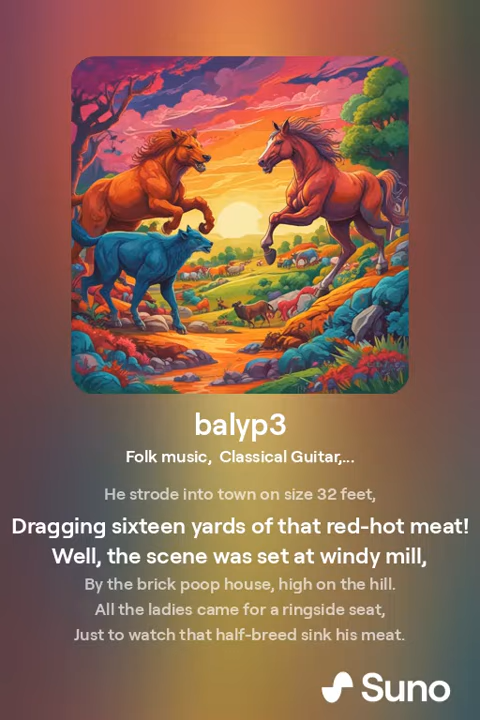 balyp3
Folk music, Classical Guitar,...
He strode into town on size 32 feet,
Dragging sixteen yards of that red-hot meat!
Well, the scene was set at windy mill,
By the brick poop house, high on the hill.
All the ladies came for a ringside seat,
Just to watch that half-breed sink his meat.
Suno